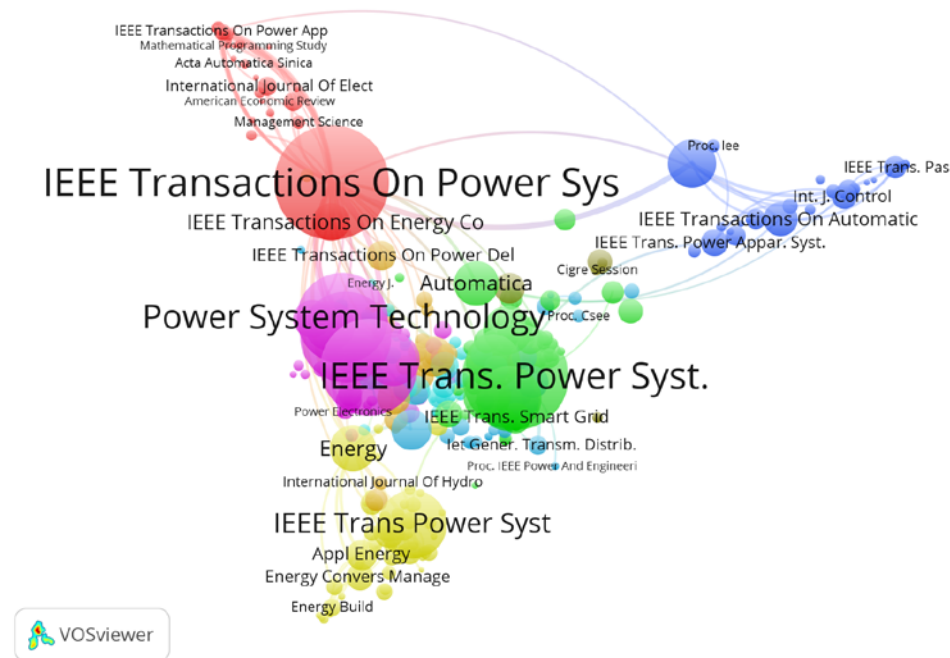 IEEE Transactions On Power App
Mathematical Programming Study
Acta Automatica Sinica
International Journal Of Elect
American Economic Review
Management Science
Proc. Iee
IEEE Trans. Pas
IEEE Transactions On Power Sys
Int. J. Control
IEEE Transactions On Energy Co
IEEE Transactions On Automatic
IEEE Trans. Power Appar. Syst.
IEEE Transactions On Power Del
Cigre Session
Energy J.
Automatica
Power System Technology
Proc. Csee
IEEE Trans. Power Syst.
Power Electronics
IEEE Trans. Smart Grid
Energy
Iet Gener. Transm. Distrib.
Proc. IEEE Power And Engineeri
International Journal Of Hydro
IEEE Trans Power Syst
Appl Energy
Energy Convers Manage
Energy Build
VOSviewer